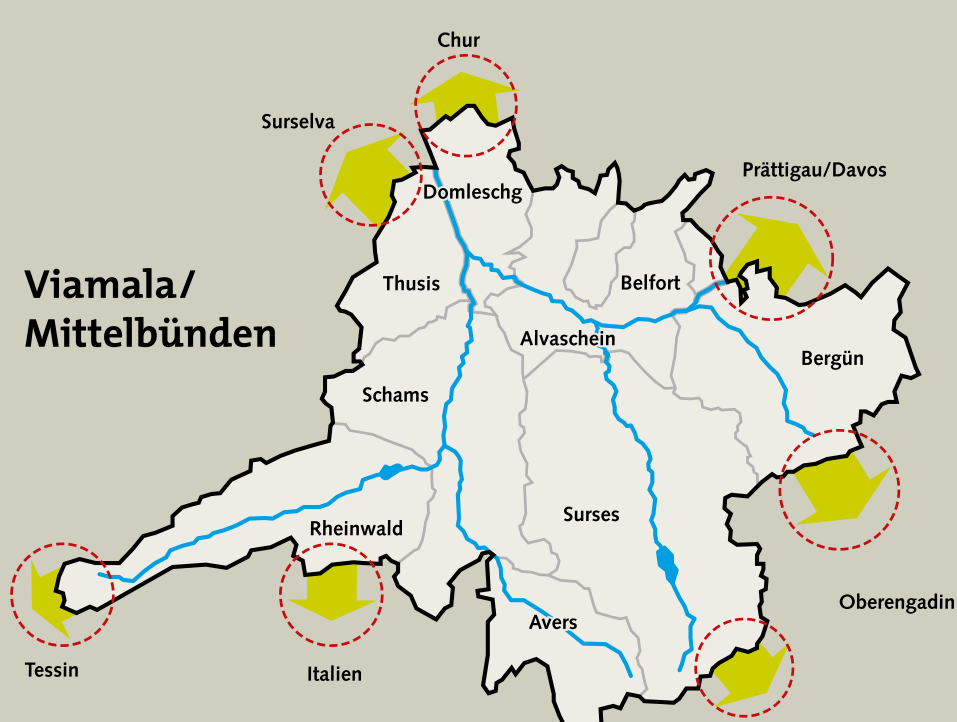 Chur
Surselva
Prättigau/Davos
Domleschg
Viamala/
Mittelbünden
Thusis
Belfort
Alvaschein
Bergün
Schams
Surses
Rheinwald
Oberengadin
Avers
Tessin
Italien